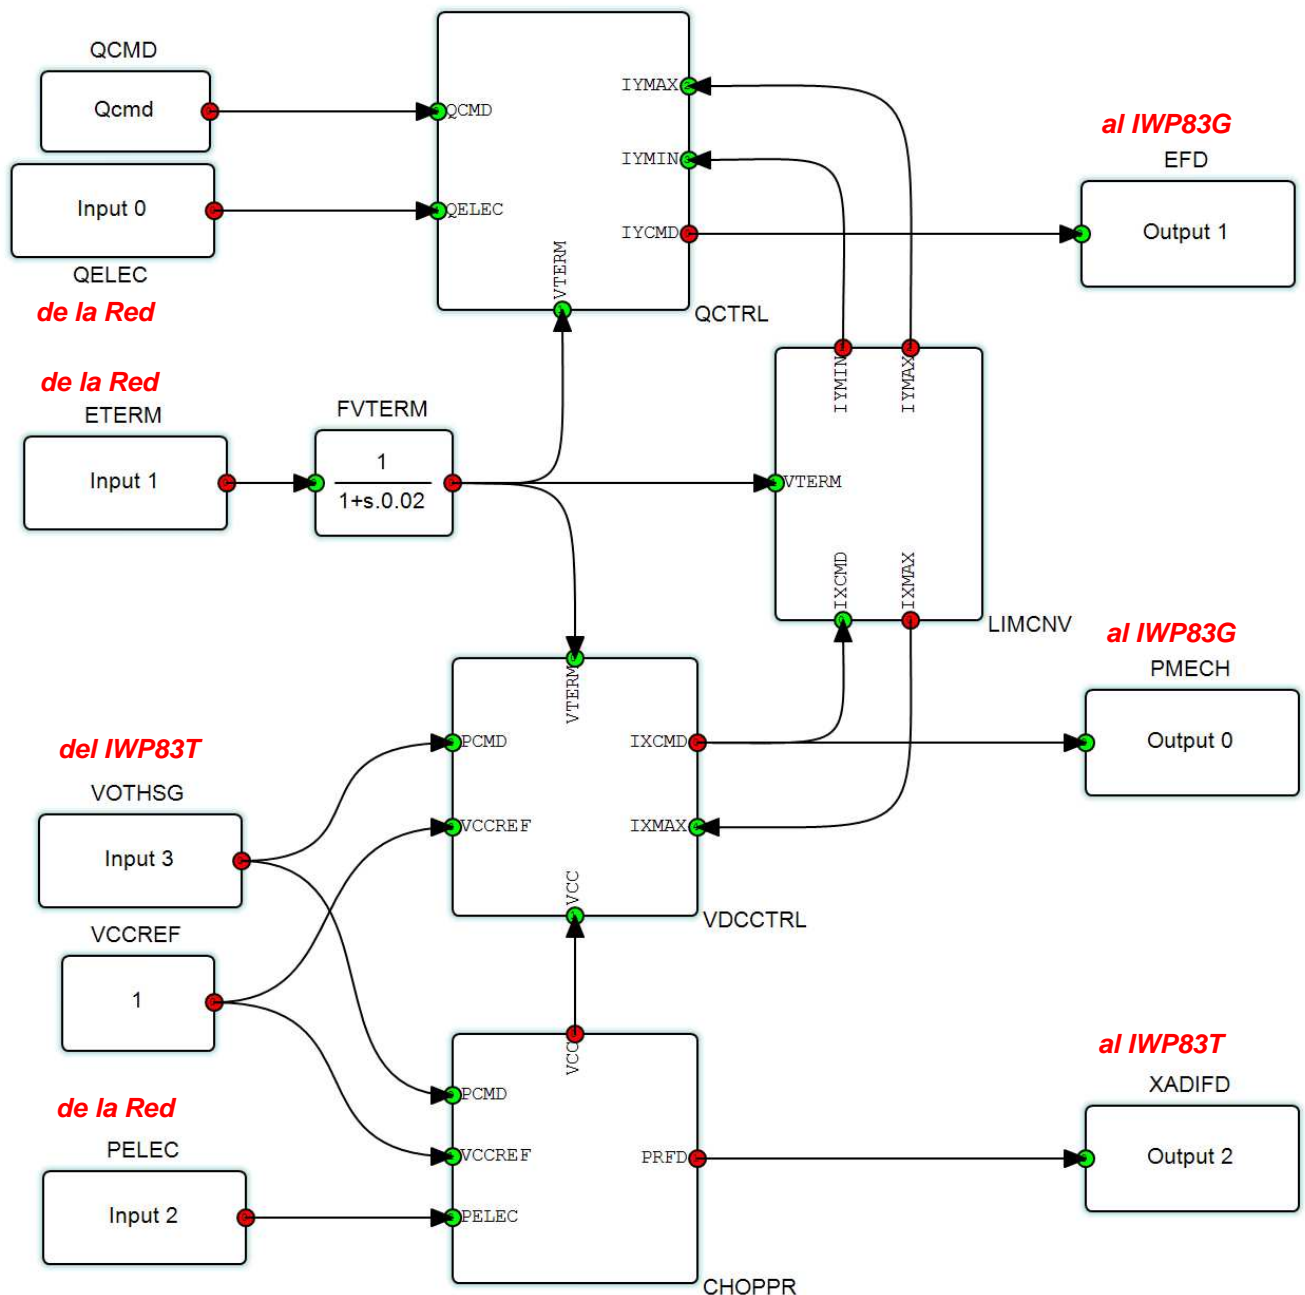 QCMD
Qcmd
Input 0
QELEC
de la Red
QCMD
QELEC
VTERM
IYMAX
IYMIN
IYCMD
QCTRL
al IWP83G
EFD
Output 1
de la Red
ETERM
Input 1
FVTERM
1
1+s.0.02
VTERM
IYMIN
IYMAX
IXCMD
IXMAX
LIMCNV
al IWP83G
PMECH
Output 0
del IWP83T
VOTHSG
Input 3
VTERM
PCMD
VCCREF
IXCMD
IXMAX
VCC
VDCCTRL
VCCREF
1
de la Red
PELEC
Input 2
VCC
PCMD
VCCREF
PELEC
PRFD
CHOPPR
al IWP83T
XADIFD
Output 2